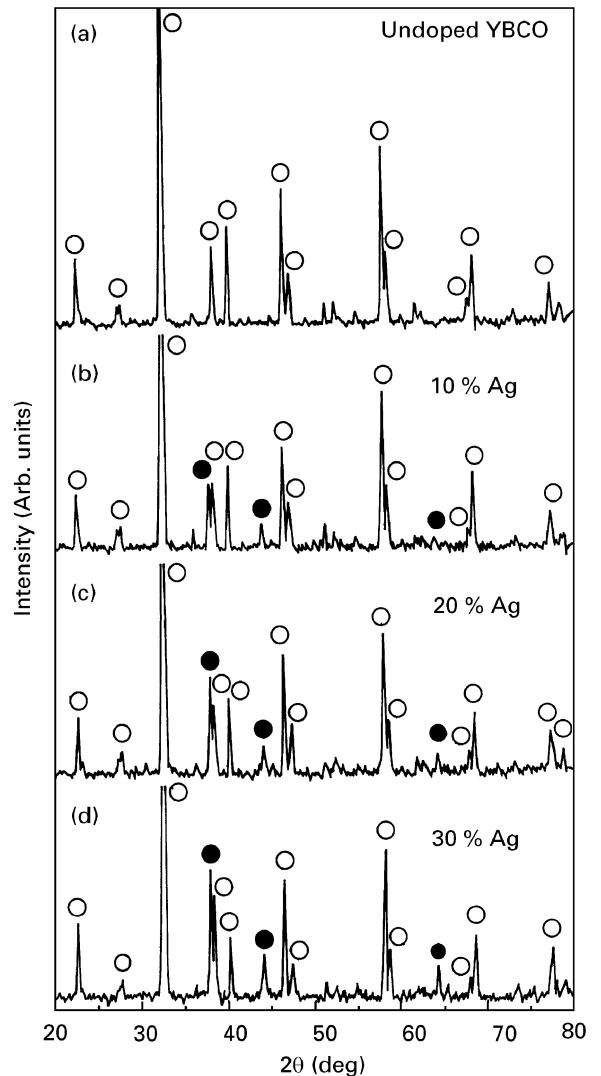 (a)
Undoped YBCO
(b)
10 % Ag
(c)
20 % Ag
(d)
30 % Ag
Intensity (Arb. units)
20 30 40 50 60 70 80
2θ (deg)